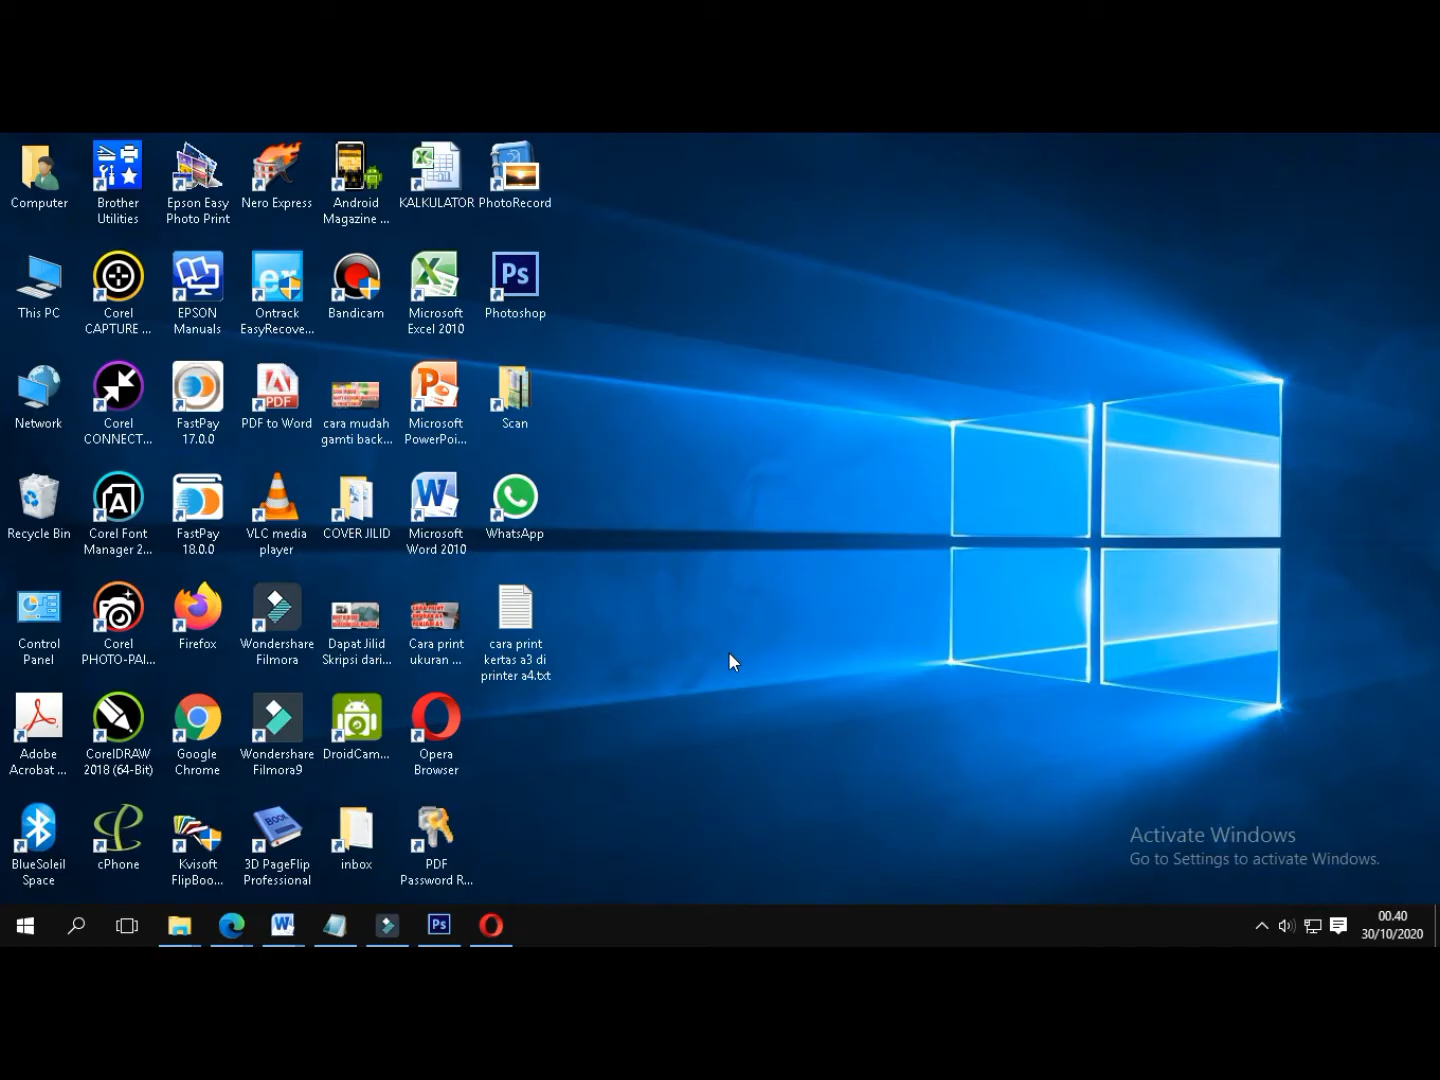 Computer
Brother
Utilities
Epson Easy
Photo Print
Nero Express
Android
Magazine ...
KALKULATOR
PhotoRecord
This PC
Corel
CAPTURE ...
EPSON
Manuals
Ontrack
EasyRecove...
Bandicam
Microsoft
Excel 2010
Ps
Photoshop
Network
Corel
CONNECT...
FastPay
17.0.0
PDF
PDF to Word
cara mudah
gamti back...
Microsoft
PowerPoi...
Scan
Recycle Bin
Corel Font
Manager 2...
FastPay
18.0.0
VLC media
player
COVER JILID
Microsoft
Word 2010
WhatsApp
Control
Panel
Corel
PHOTO-PAI...
Firefox
Wondershare
Filmora
Dapat Jilid
Skripsi dari...
Cara print
ukuran ...
cara print
kertas a3 di
printer a4.txt
Adobe
Acrobat ...
CorelDRAW
2018 (64-Bit)
Google
Chrome
Wondershare
Filmora9
DroidCam...
Opera
Browser
BlueSoleil
Space
cPhone
Kvisoft
FlipBoo...
BOOK
3D PageFlip
Professional
inbox
PDF
Password R...
Activate Windows
Go to Settings to activate Windows.
Ps
00.40
30/10/2020